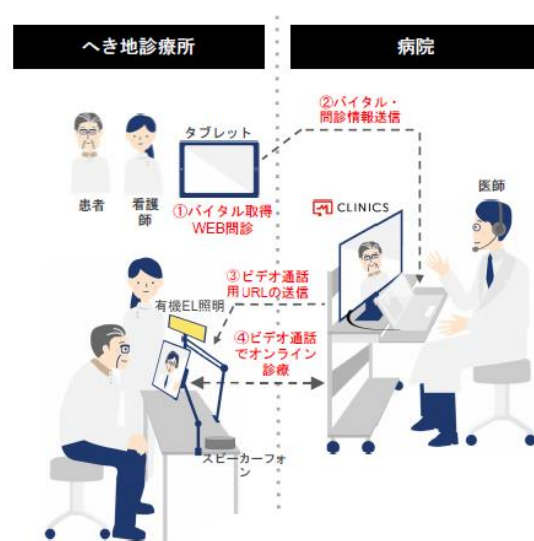 へき地診療所
病院
②バイタル・
問診情報送信
タブレット
患者
看護
師
①バイタル取得
WEB問診
CLINICS
医師
③ビデオ通話
用URLの送信
有機EL照明
④ビデオ通話
でオンライン
診療
スピーカーフォ
ン